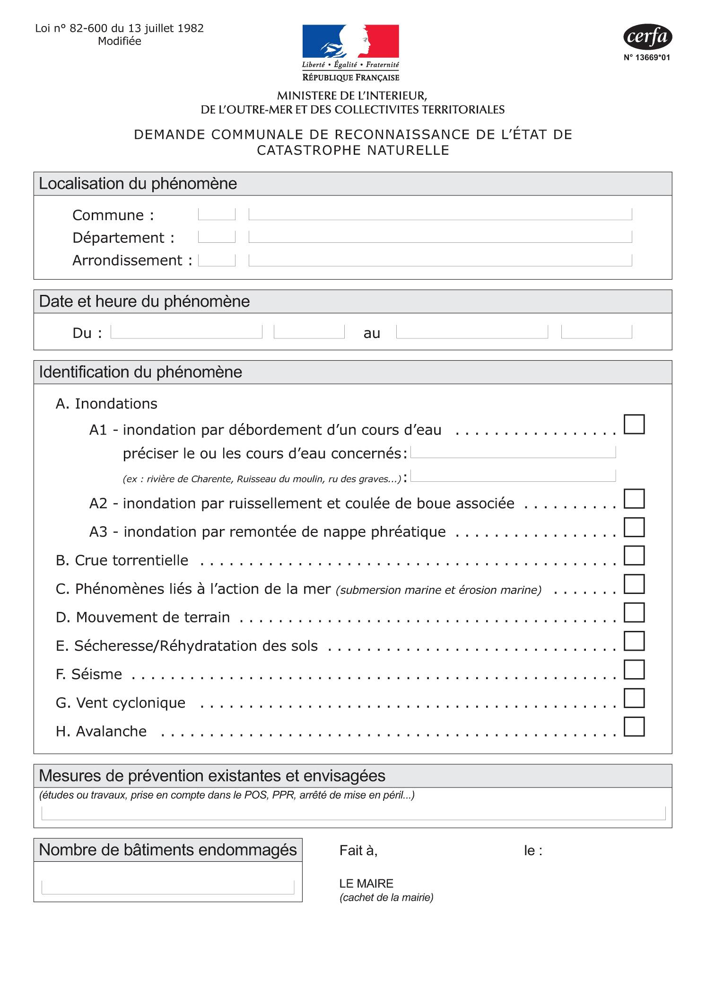 Loi n° 82-600 du 13 juillet 1982
Modifiée
cerfa
N° 13669*01
Liberté • Égalité • Fraternité
RÉPUBLIQUE FRANÇAISE
MINISTERE DE L’INTERIEUR,
DE L’OUTRE-MER ET DES COLLECTIVITES TERRITORIALES
DEMANDE COMMUNALE DE RECONNAISSANCE DE L’ÉTAT DE
CATASTROPHE NATURELLE
Localisation du phénomène
Commune :
Département :
Arrondissement :
Date et heure du phénomène
Du : au
Identification du phénomène
A. Inondations
A1 - inondation par débordement d’un cours d’eau . . . . . . . . . . . . . . . . .
préciser le ou les cours d’eau concernés :
(ex : rivière de Charente, Ruisseau du moulin, ru des graves...) :
A2 - inondation par ruissellement et coulée de boue associée . . . . . . . . . .
A3 - inondation par remontée de nappe phréatique . . . . . . . . . . . . . . . . .
B. Crue torrentielle . . . . . . . . . . . . . . . . . . . . . . . . . . . . . . . . . . . . . . . . . . .
C. Phénomènes liés à l’action de la mer (submersion marine et érosion marine) . . . . . . .
D. Mouvement de terrain . . . . . . . . . . . . . . . . . . . . . . . . . . . . . . . . . . . . . . .
E. Sécheresse/Réhydratation des sols . . . . . . . . . . . . . . . . . . . . . . . . . . . . . .
F. Séisme . . . . . . . . . . . . . . . . . . . . . . . . . . . . . . . . . . . . . . . . . . . . . . . . . .
G. Vent cyclonique . . . . . . . . . . . . . . . . . . . . . . . . . . . . . . . . . . . . . . . . . . .
H. Avalanche . . . . . . . . . . . . . . . . . . . . . . . . . . . . . . . . . . . . . . . . . . . . . . .
Mesures de prévention existantes et envisagées
(études ou travaux, prise en compte dans le POS, PPR, arrêté de mise en péril...)
Nombre de bâtiments endommagés
Fait à, le :
LE MAIRE
(cachet de la mairie)